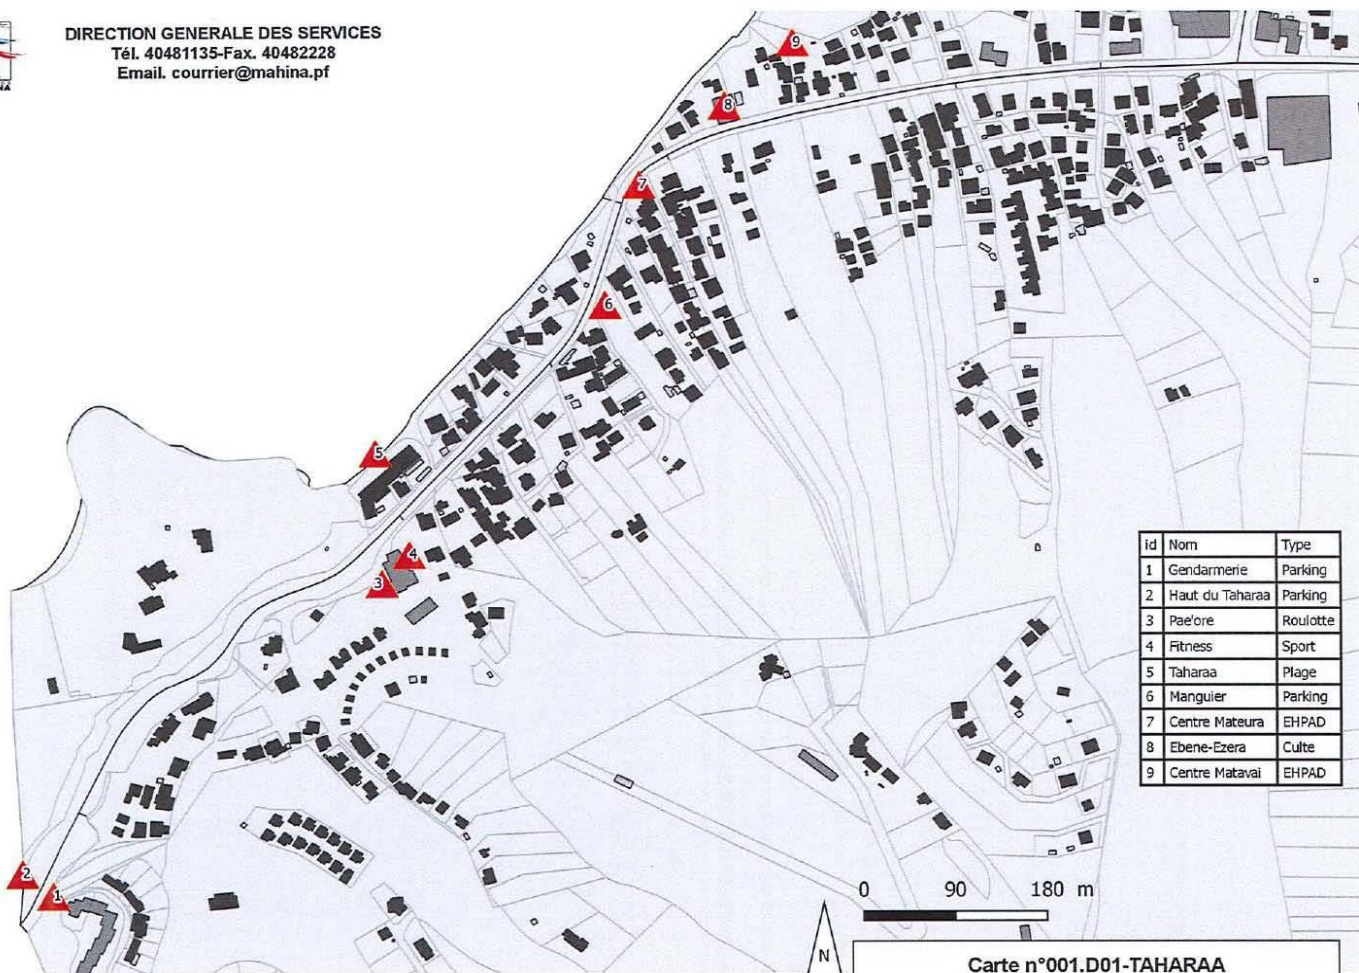 DIRECTION GENERALE DES SERVICES
Tél. 40481135-Fax. 40482228
Email. courrier@mahina.pf
9
8
7
6
5
4
3
2
1
id Nom Type
1 Gendarmerie Parking
2 Haut du Taharaa Parking
3 Pae'ore Roulotte
4 Fitness Sport
5 Taharaa Plage
6 Manguier Parking
7 Centre Mateura EHPAD
8 Ebene-Ezera Culte
9 Centre Matavai EHPAD
0 90 180 m
N
Carte n°001.D01-TAHARAA